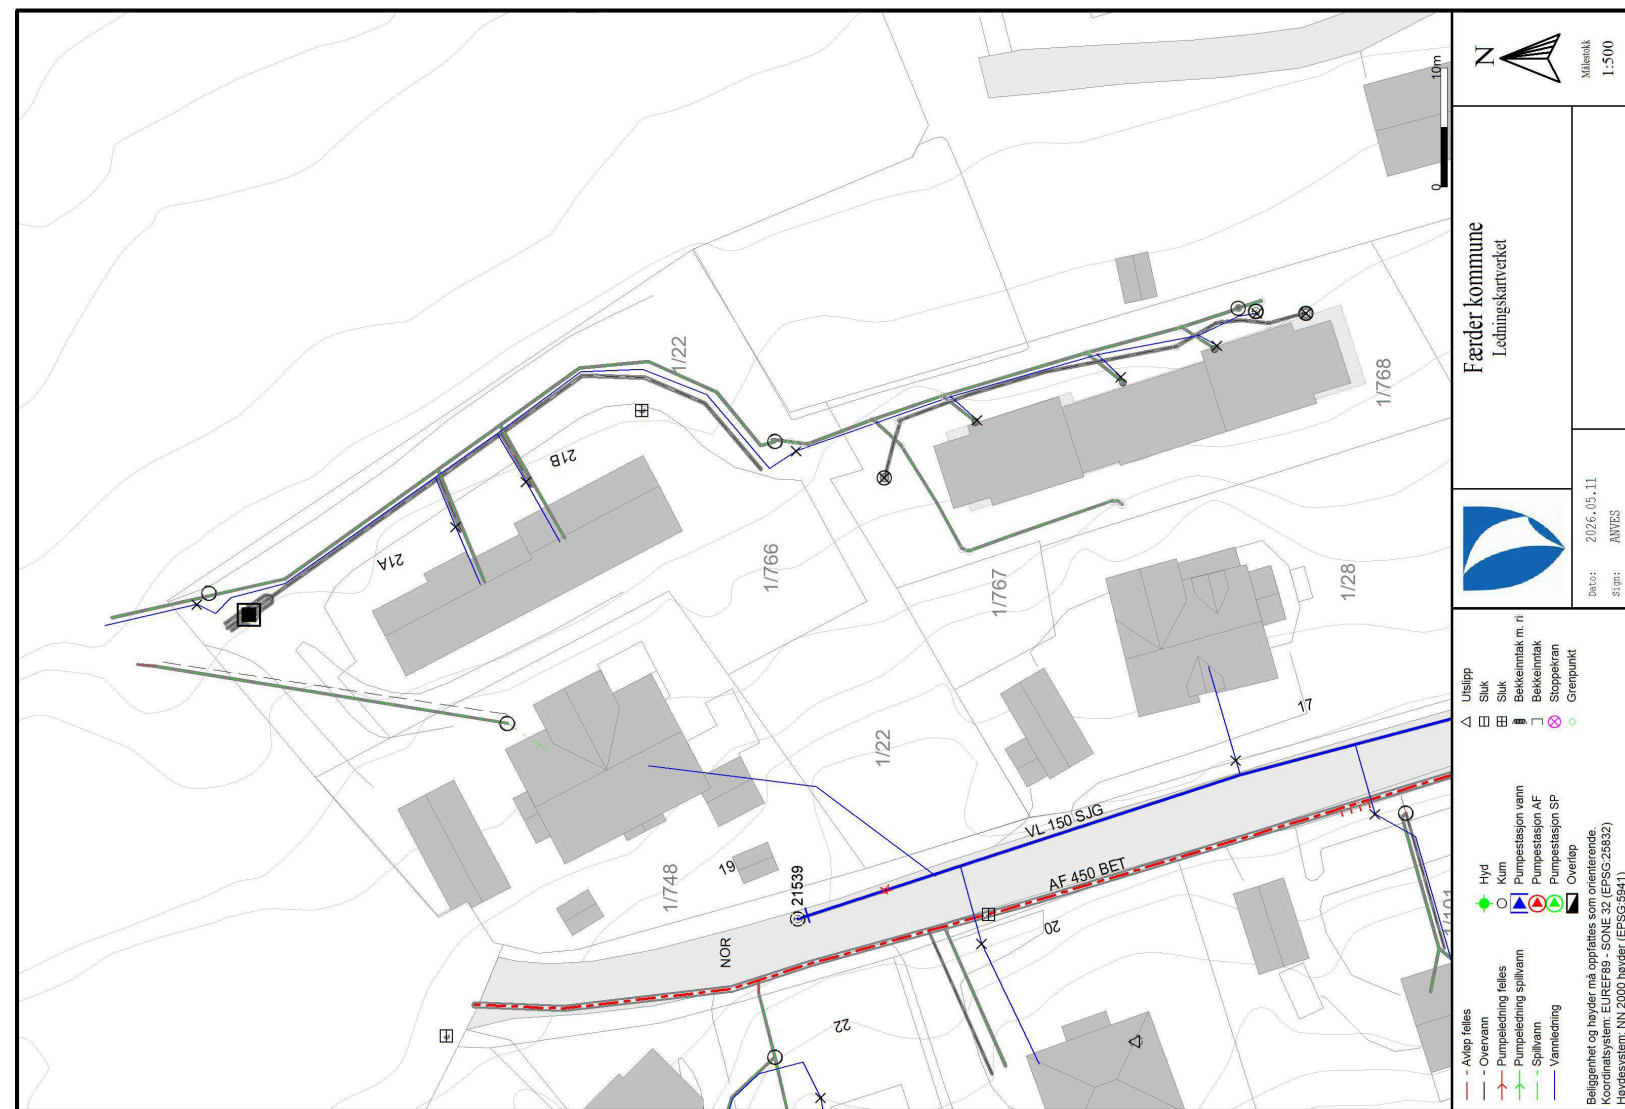 N
Målestokk
1:500
Færder kommune
Ledningskartverket
Dato: 2026.05.11
Sign: ANVES
10m
0
1/22
21B
21A
1/766
1/768
1/767
1/28
17
1/22
1/748
19
21539
VL 150 SJG
AF 450 BET
NOR
20
22
1/101
Avløp felles
Overvann
Pumpeledning felles
Pumpeledning spillvann
Spillvann
Vannledning
Hyd
Kum
Pumpestasjon vann
Pumpestasjon AF
Pumpestasjon SP
Overløp
Utslipp
Sluk
Sluk
Bekkeinntak m. ri
Bekkeinntak
Stoppekran
Grenpunkt
Beliggenhet og høyder må oppfattes som orienterende.
Koordinatsystem: EUREF89 - SONE 32 (EPSG:25832)
Høydesystem: NN 2000 høyder (EPSG:5941)